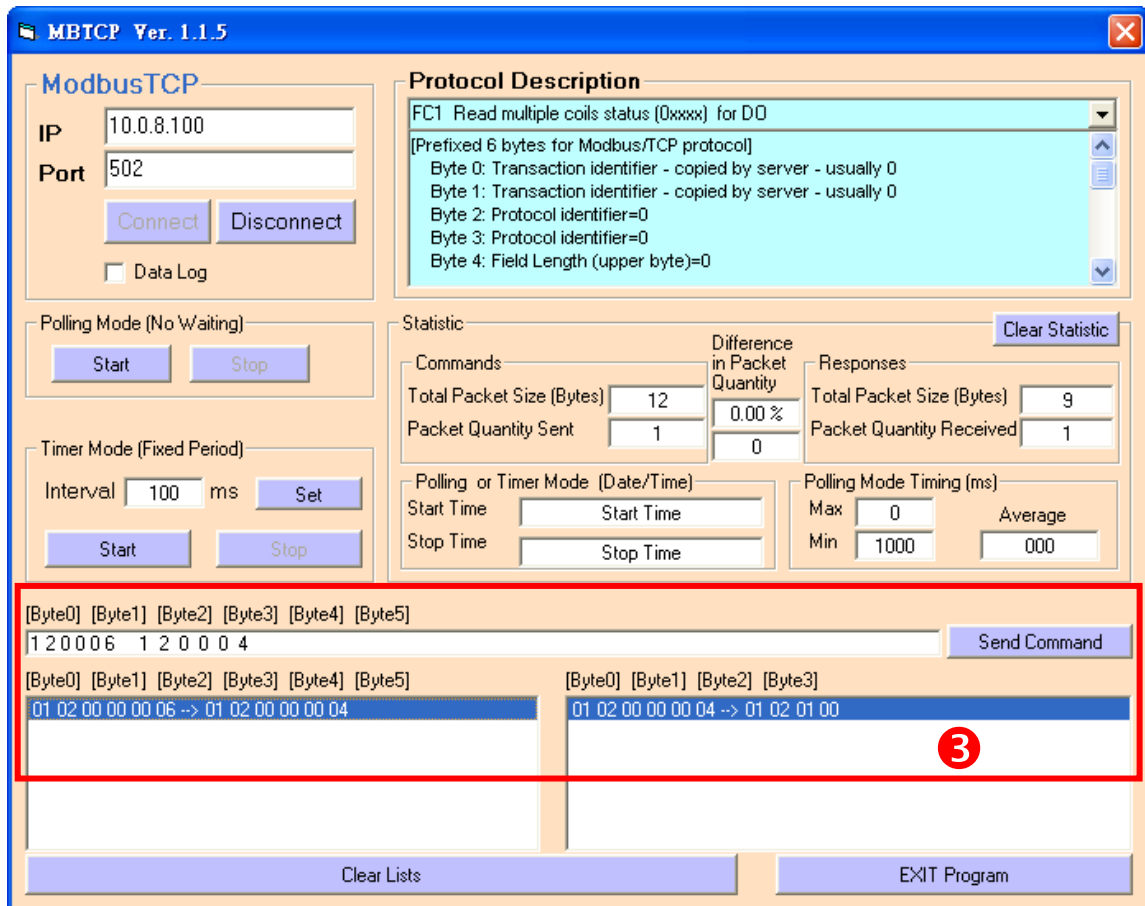 MBTCP Ver. 1.1.5
ModbusTCP
IP 10.0.8.100
Port 502
Connect Disconnect
Data Log
Protocol Description
FC1 Read multiple coils status (0xxxx) for DO
[Prefixed 6 bytes for Modbus/TCP protocol]
Byte 0: Transaction identifier - copied by server - usually 0
Byte 1: Transaction identifier - copied by server - usually 0
Byte 2: Protocol identifier=0
Byte 3: Protocol identifier=0
Byte 4: Field Length (upper byte)=0
Polling Mode (No Waiting)
Start Stop
Timer Mode (Fixed Period)
Interval 100 ms Set
Start Stop
Statistic
Clear Statistic
Commands
Total Packet Size (Bytes) 12
Packet Quantity Sent 1
Difference
in Packet
Quantity
0.00 %
0
Responses
Total Packet Size (Bytes) 9
Packet Quantity Received 1
Polling or Timer Mode (Date/Time)
Start Time Start Time
Stop Time Stop Time
Polling Mode Timing (ms)
Max 0 Average
Min 1000 000
[Byte0] [Byte1] [Byte2] [Byte3] [Byte4] [Byte5]
1 2 0 0 0 6 1 2 0 0 0 4 Send Command
[Byte0] [Byte1] [Byte2] [Byte3] [Byte4] [Byte5]
01 02 00 00 00 06 --> 01 02 00 00 00 04
[Byte0] [Byte1] [Byte2] [Byte3]
01 02 00 00 00 04 --> 01 02 01 00
3
Clear Lists EXIT Program